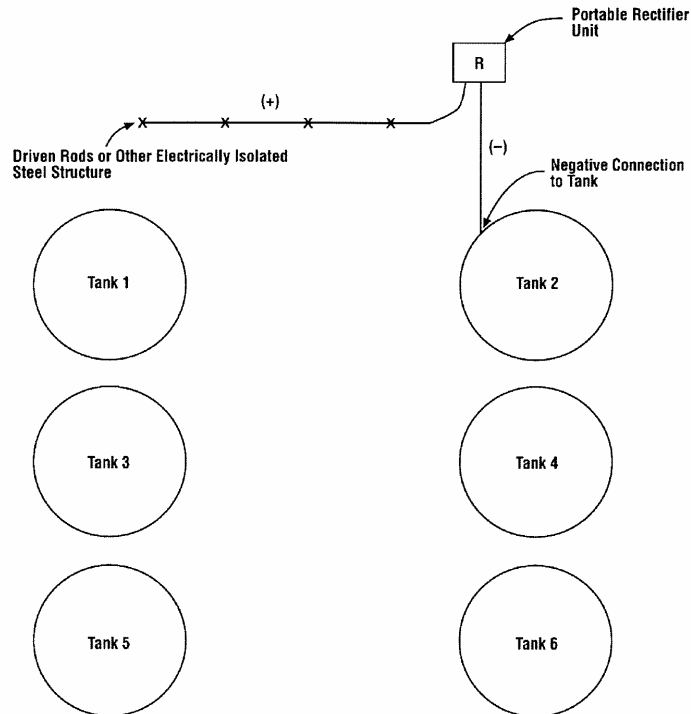 Portable Rectifier
Unit
R
(+)
(–)
Driven Rods or Other Electrically Isolated
Steel Structure
Negative Connection
to Tank
Tank 1
Tank 2
Tank 3
Tank 4
Tank 5
Tank 6